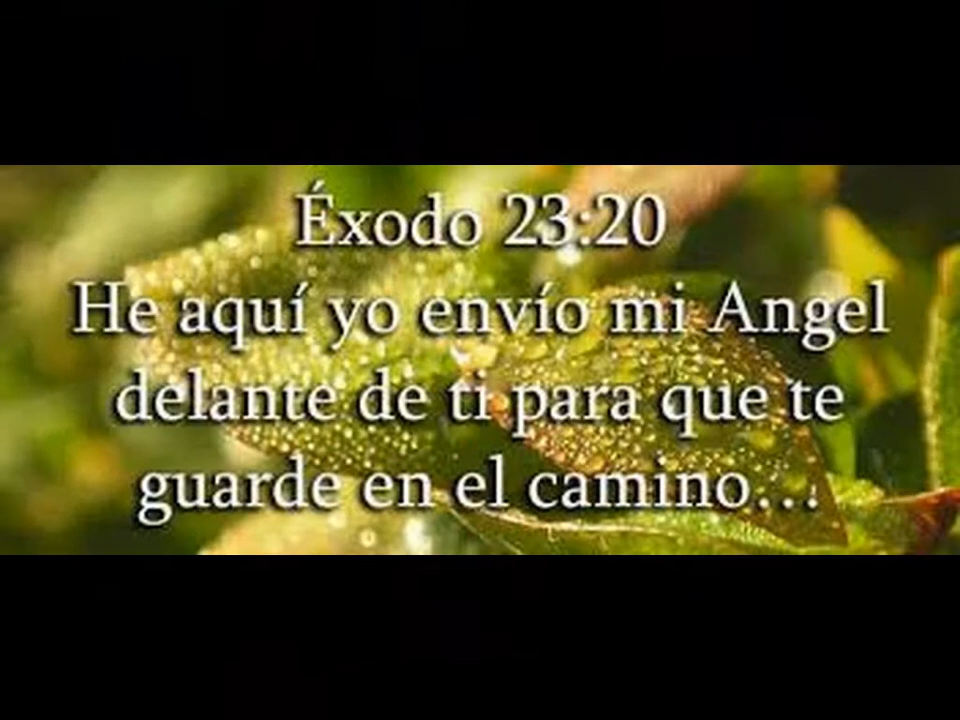 Éxodo 23:20
He aquí yo envío mi Angel
delante de ti para que te
guarde en el camino...